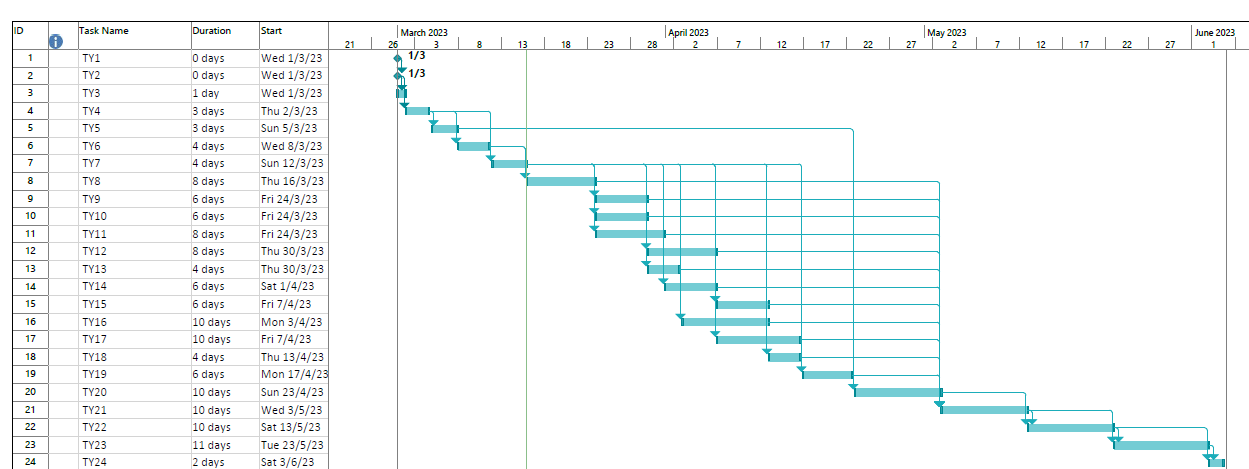 ID Task Name Duration Start March 2023 April 2023 May 2023 June 2023
21 26 3 8 13 18 23 28 2 7 12 17 22 27 2 7 12 17 22 27 1
1 TY1 0 days Wed 1/3/23 1/3
2 TY2 0 days Wed 1/3/23 1/3
3 TY3 1 day Wed 1/3/23
4 TY4 3 days Thu 2/3/23
5 TY5 3 days Sun 5/3/23
6 TY6 4 days Wed 8/3/23
7 TY7 4 days Sun 12/3/23
8 TY8 8 days Thu 16/3/23
9 TY9 6 days Fri 24/3/23
10 TY10 6 days Fri 24/3/23
11 TY11 8 days Fri 24/3/23
12 TY12 8 days Thu 30/3/23
13 TY13 4 days Thu 30/3/23
14 TY14 6 days Sat 1/4/23
15 TY15 6 days Fri 7/4/23
16 TY16 10 days Mon 3/4/23
17 TY17 10 days Fri 7/4/23
18 TY18 4 days Thu 13/4/23
19 TY19 6 days Mon 17/4/23
20 TY20 10 days Sun 23/4/23
21 TY21 10 days Wed 3/5/23
22 TY22 10 days Sat 13/5/23
23 TY23 11 days Tue 23/5/23
24 TY24 2 days Sat 3/6/23